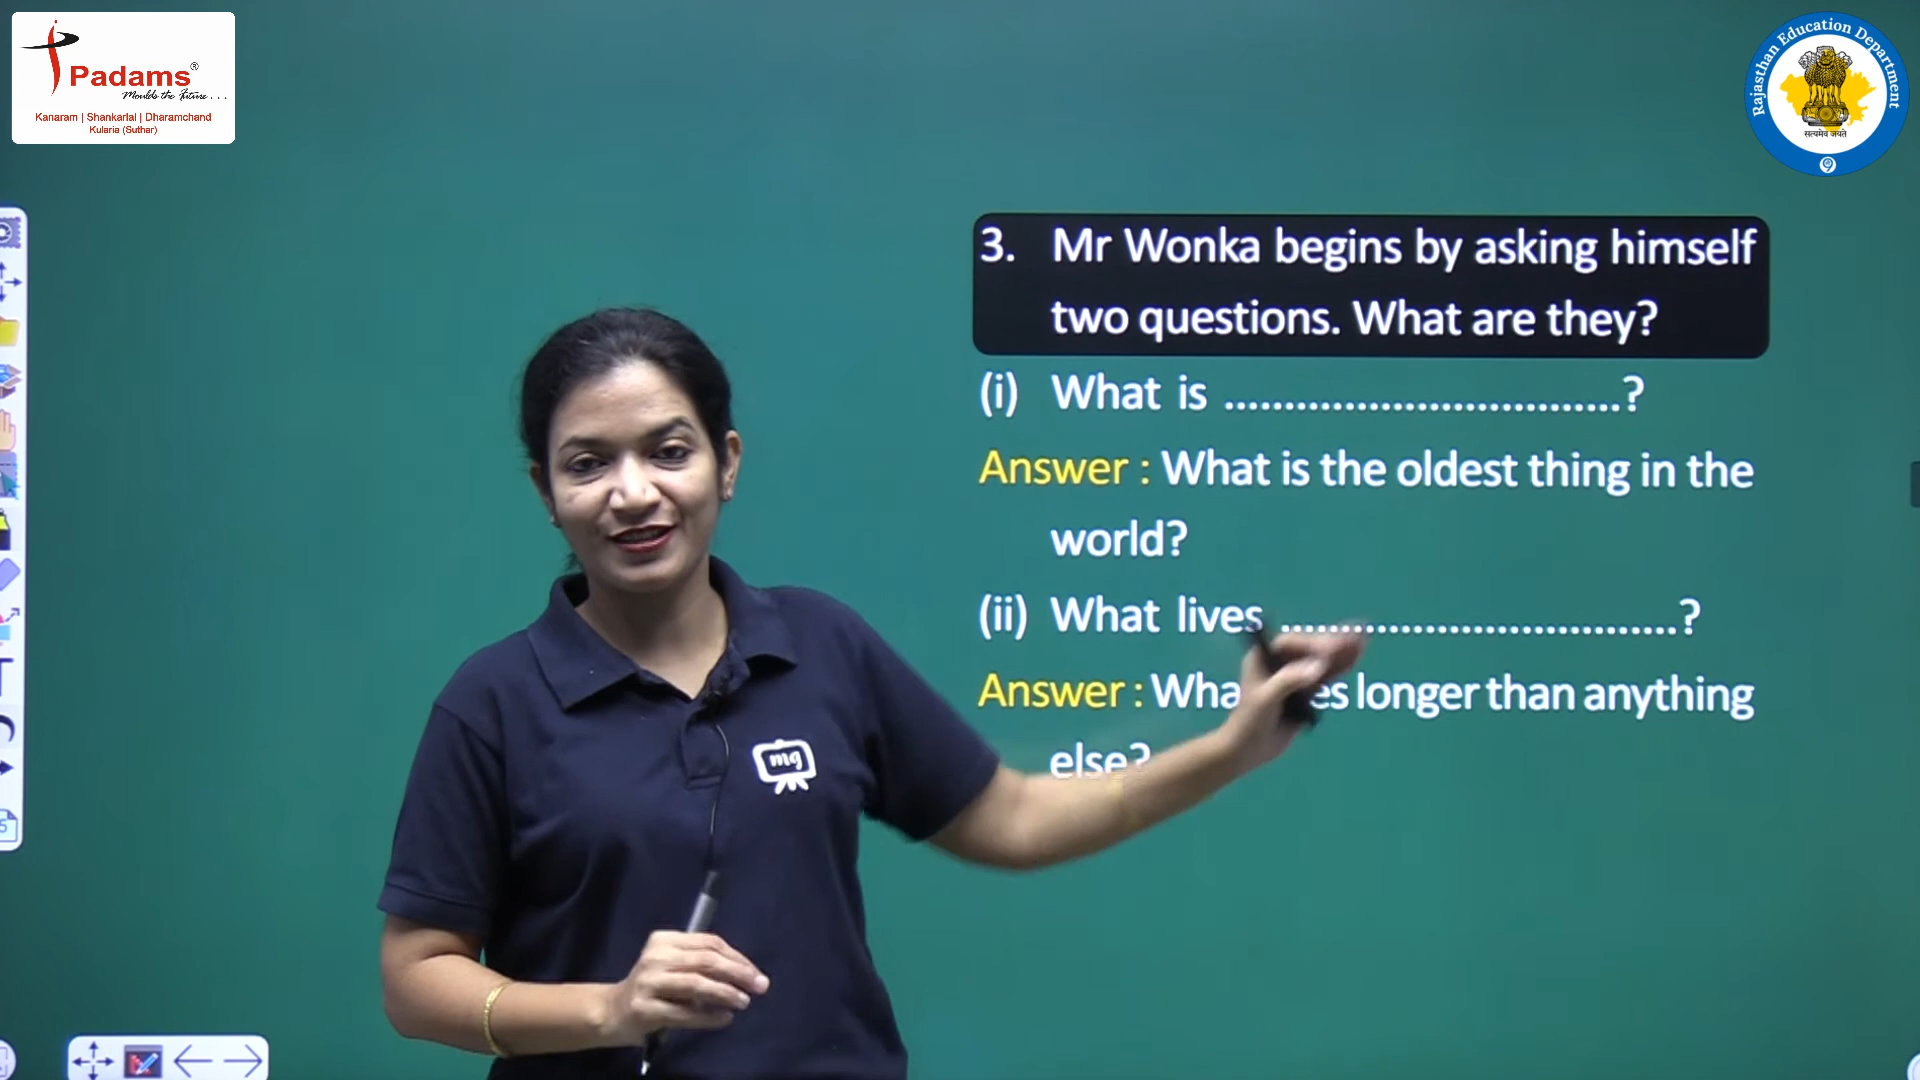 Padams®
Moulds the Future . . .
Kanaram | Shankarlal | Dharamchand
Kularia (Suthar)
Rajasthan Education Department
सत्यमेव जयते
3. Mr Wonka begins by asking himself
two questions. What are they?
(i) What is .................................?
Answer : What is the oldest thing in the
world?
(ii) What lives .................................?
Answer : longer than anything
else?
mg